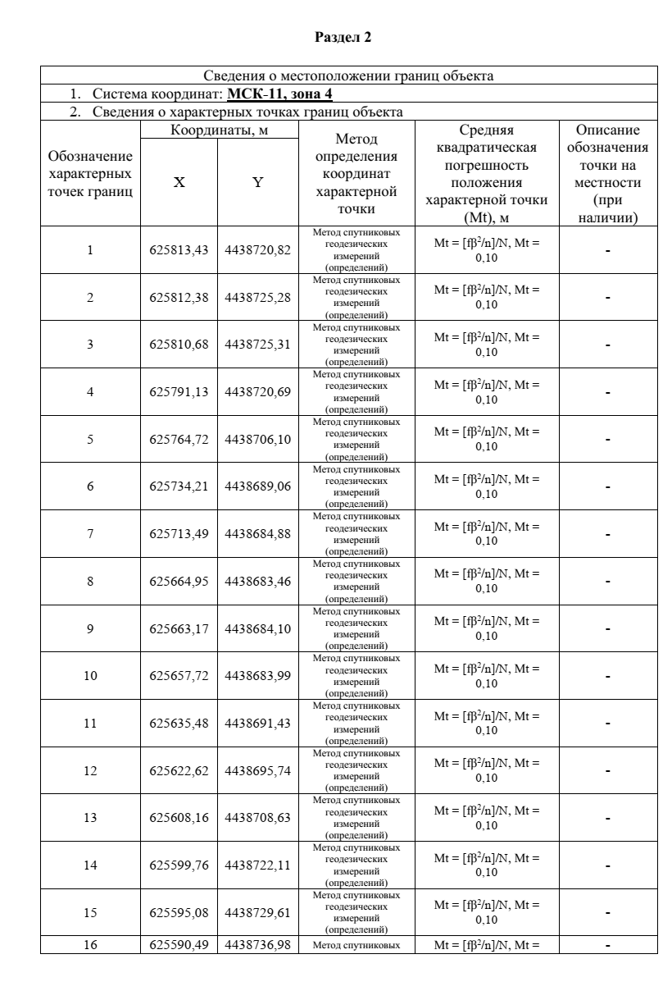 Раздел 2
Сведения о местоположении границ объекта
1. Система координат: МСК-11, зона 4
2. Сведения о характерных точках границ объекта
Обозначение
характерных
точек границ
Координаты, м
X
Y
Метод
определения
координат
характерной
точки
Средняя
квадратическая
погрешность
положения
характерной точки
(Mt), м
Описание
обозначения
точки на
местности
(при
наличии)
1
625813,43
4438720,82
Метод спутниковых
геодезических
измерений
(определений)
Mt = [fβ²/n]/N, Mt =
0,10
-
2
625812,38
4438725,28
Метод спутниковых
геодезических
измерений
(определений)
Mt = [fβ²/n]/N, Mt =
0,10
-
3
625810,68
4438725,31
Метод спутниковых
геодезических
измерений
(определений)
Mt = [fβ²/n]/N, Mt =
0,10
-
4
625791,13
4438720,69
Метод спутниковых
геодезических
измерений
(определений)
Mt = [fβ²/n]/N, Mt =
0,10
-
5
625764,72
4438706,10
Метод спутниковых
геодезических
измерений
(определений)
Mt = [fβ²/n]/N, Mt =
0,10
-
6
625734,21
4438689,06
Метод спутниковых
геодезических
измерений
(определений)
Mt = [fβ²/n]/N, Mt =
0,10
-
7
625713,49
4438684,88
Метод спутниковых
геодезических
измерений
(определений)
Mt = [fβ²/n]/N, Mt =
0,10
-
8
625664,95
4438683,46
Метод спутниковых
геодезических
измерений
(определений)
Mt = [fβ²/n]/N, Mt =
0,10
-
9
625663,17
4438684,10
Метод спутниковых
геодезических
измерений
(определений)
Mt = [fβ²/n]/N, Mt =
0,10
-
10
625657,72
4438683,99
Метод спутниковых
геодезических
измерений
(определений)
Mt = [fβ²/n]/N, Mt =
0,10
-
11
625635,48
4438691,43
Метод спутниковых
геодезических
измерений
(определений)
Mt = [fβ²/n]/N, Mt =
0,10
-
12
625622,62
4438695,74
Метод спутниковых
геодезических
измерений
(определений)
Mt = [fβ²/n]/N, Mt =
0,10
-
13
625608,16
4438708,63
Метод спутниковых
геодезических
измерений
(определений)
Mt = [fβ²/n]/N, Mt =
0,10
-
14
625599,76
4438722,11
Метод спутниковых
геодезических
измерений
(определений)
Mt = [fβ²/n]/N, Mt =
0,10
-
15
625595,08
4438729,61
Метод спутниковых
геодезических
измерений
(определений)
Mt = [fβ²/n]/N, Mt =
0,10
-
16
625590,49
4438736,98
Метод спутниковых
Mt = [fβ²/n]/N, Mt =
-